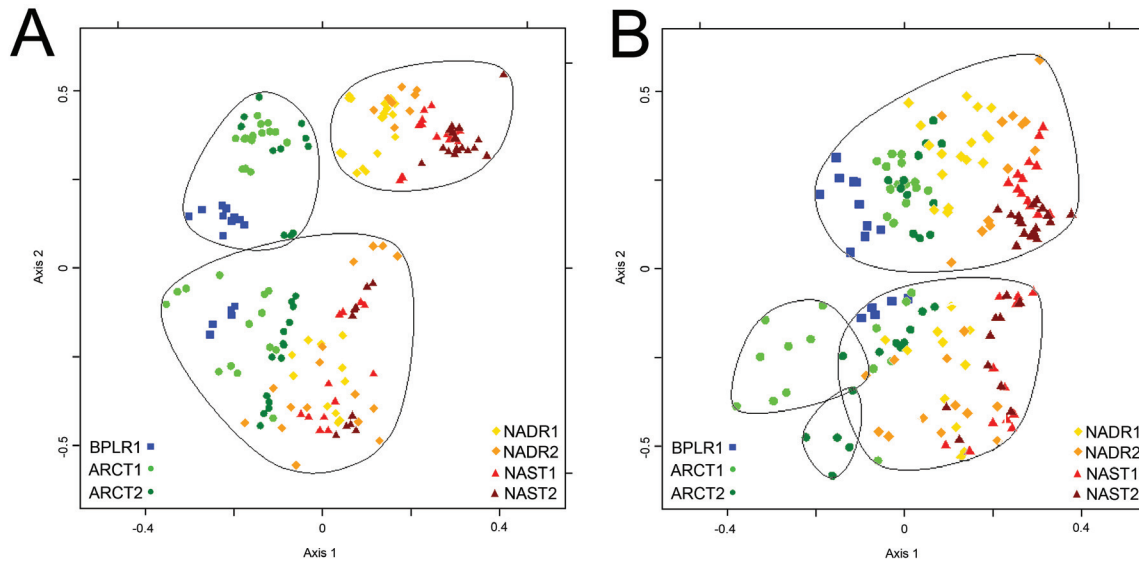 A
0.5
0
-0.5
Axis 2
-0.4
0
0.4
Axis 1
BPLR1
ARCT1
ARCT2
NADR1
NADR2
NAST1
NAST2
B
0.5
0
-0.5
Axis 2
-0.4
0
0.4
Axis 1
BPLR1
ARCT1
ARCT2
NADR1
NADR2
NAST1
NAST2